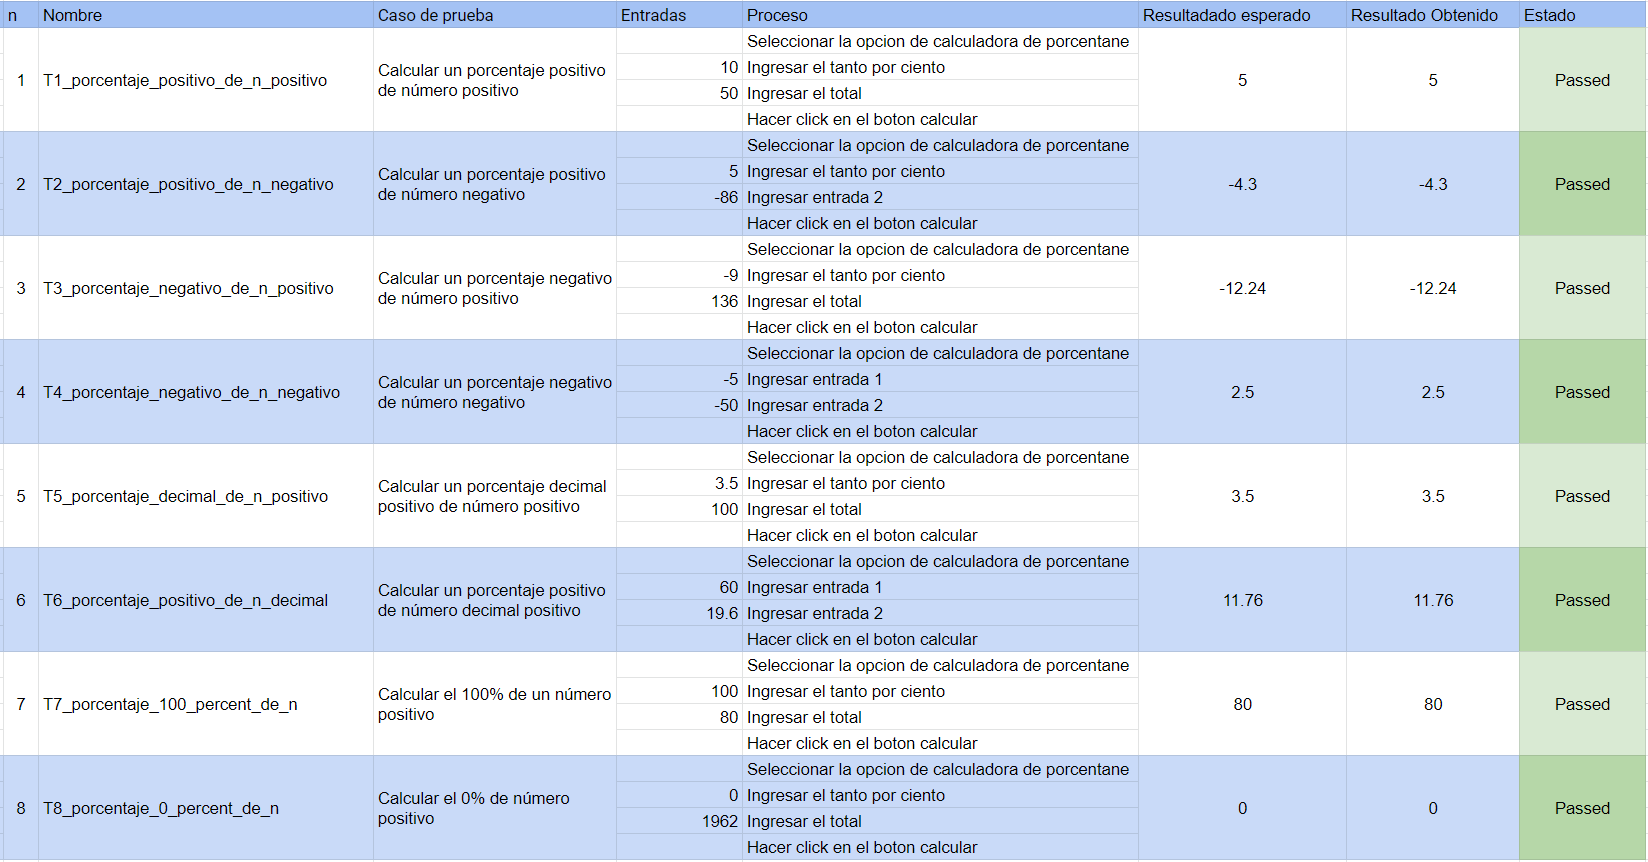 n Nombre Caso de prueba Entradas Proceso Resultadado esperado Resultado Obtenido Estado
Seleccionar la opcion de calculadora de porcentane
1 T1_porcentaje_positivo_de_n_positivo Calcular un porcentaje positivo de número positivo 10 Ingresar el tanto por ciento 5 5 Passed
50 Ingresar el total
Hacer click en el boton calcular
Seleccionar la opcion de calculadora de porcentane
2 T2_porcentaje_positivo_de_n_negativo Calcular un porcentaje positivo de número negativo 5 Ingresar el tanto por ciento -4.3 -4.3 Passed
-86 Ingresar entrada 2
Hacer click en el boton calcular
Seleccionar la opcion de calculadora de porcentane
3 T3_porcentaje_negativo_de_n_positivo Calcular un porcentaje negativo de número positivo -9 Ingresar el tanto por ciento -12.24 -12.24 Passed
136 Ingresar el total
Hacer click en el boton calcular
Seleccionar la opcion de calculadora de porcentane
4 T4_porcentaje_negativo_de_n_negativo Calcular un porcentaje negativo de número negativo -5 Ingresar entrada 1 2.5 2.5 Passed
-50 Ingresar entrada 2
Hacer click en el boton calcular
Seleccionar la opcion de calculadora de porcentane
5 T5_porcentaje_decimal_de_n_positivo Calcular un porcentaje decimal positivo de número positivo 3.5 Ingresar el tanto por ciento 3.5 3.5 Passed
100 Ingresar el total
Hacer click en el boton calcular
Seleccionar la opcion de calculadora de porcentane
6 T6_porcentaje_positivo_de_n_decimal Calcular un porcentaje positivo de número decimal positivo 60 Ingresar entrada 1 11.76 11.76 Passed
19.6 Ingresar entrada 2
Hacer click en el boton calcular
Seleccionar la opcion de calculadora de porcentane
7 T7_porcentaje_100_percent_de_n Calcular el 100% de un número positivo 100 Ingresar el tanto por ciento 80 80 Passed
80 Ingresar el total
Hacer click en el boton calcular
Seleccionar la opcion de calculadora de porcentane
8 T8_porcentaje_0_percent_de_n Calcular el 0% de número positivo 0 Ingresar el tanto por ciento 0 0 Passed
1962 Ingresar el total
Hacer click en el boton calcular